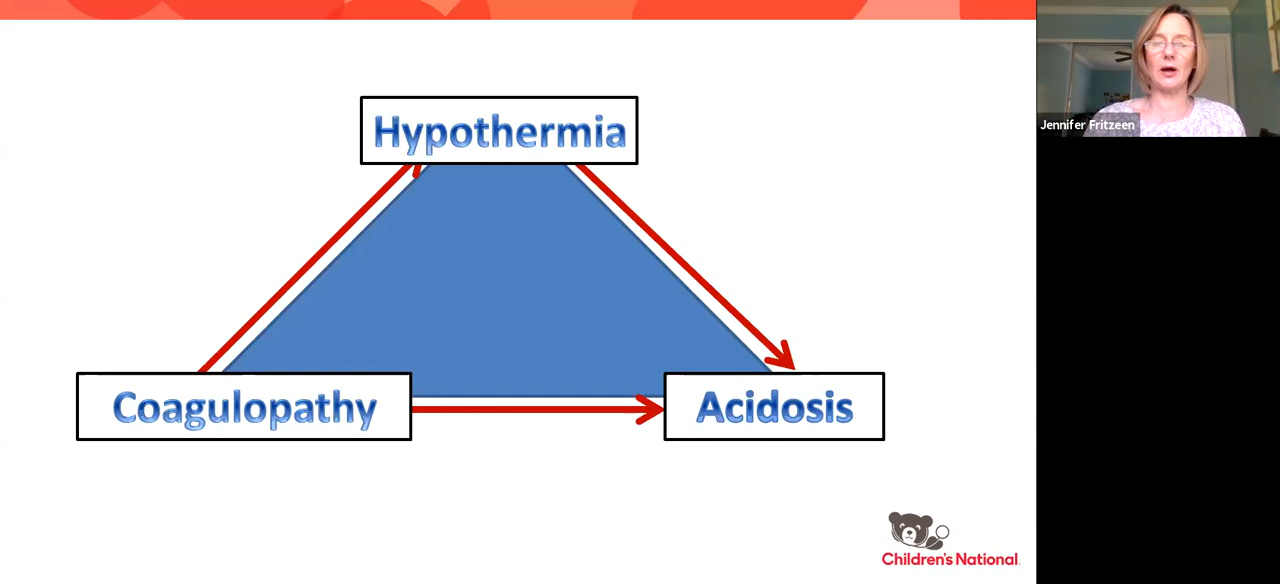 Hypothermia
Jennifer Fritzeen
Coagulopathy
Acidosis
Children's National